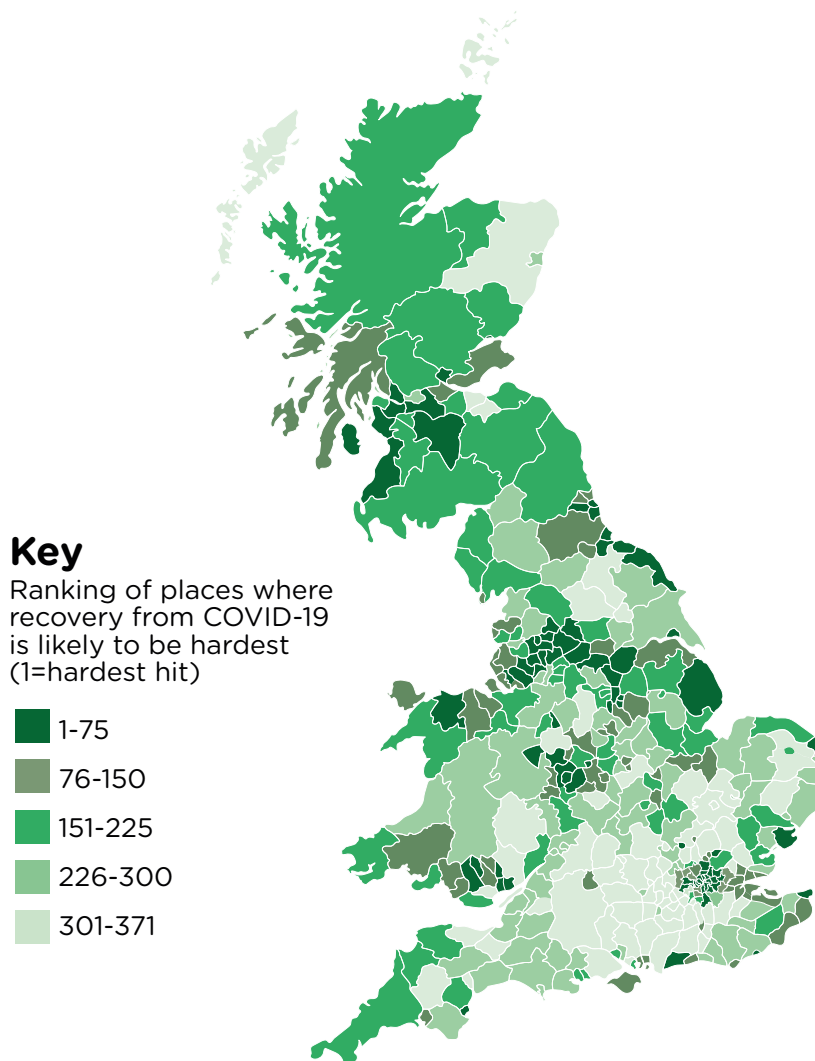 Key
Ranking of places where
recovery from COVID-19
is likely to be hardest
(1=hardest hit)
1-75
76-150
151-225
226-300
301-371